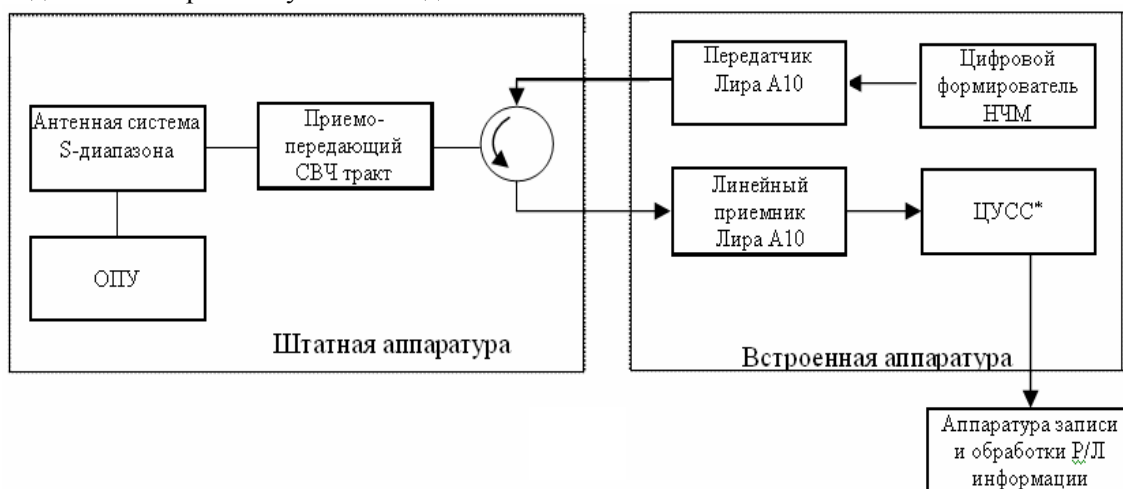 Антенная система
S-диапазона
Приемо-
передающий
СВЧ тракт
ОПУ
Штатная аппаратура
Передатчик
Лира А10
Цифровой
формирователь
НЧМ
Линейный
приемник
Лира А10
ЦУСС*
Встроенная аппаратура
Аппаратура записи
и обработки Р/Л
информации